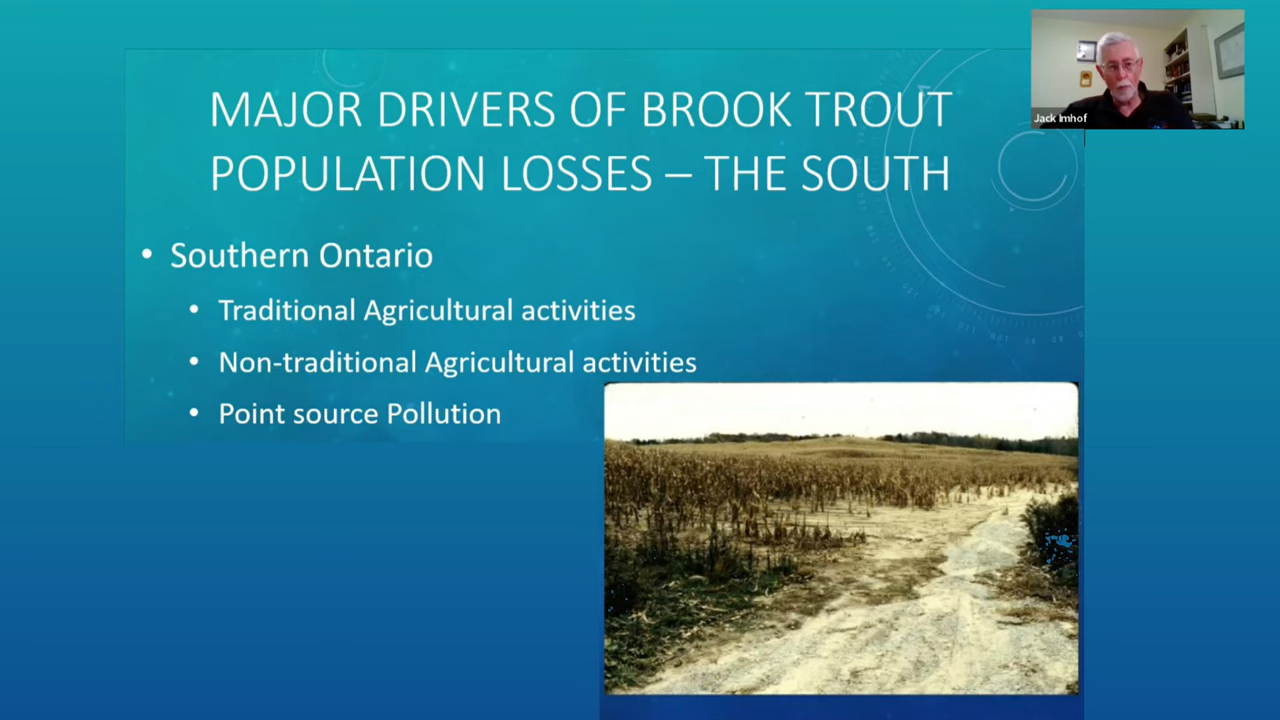 MAJOR DRIVERS OF BROOK TROUT
POPULATION LOSSES – THE SOUTH
Jack Imhof
• Southern Ontario
• Traditional Agricultural activities
• Non-traditional Agricultural activities
• Point source Pollution